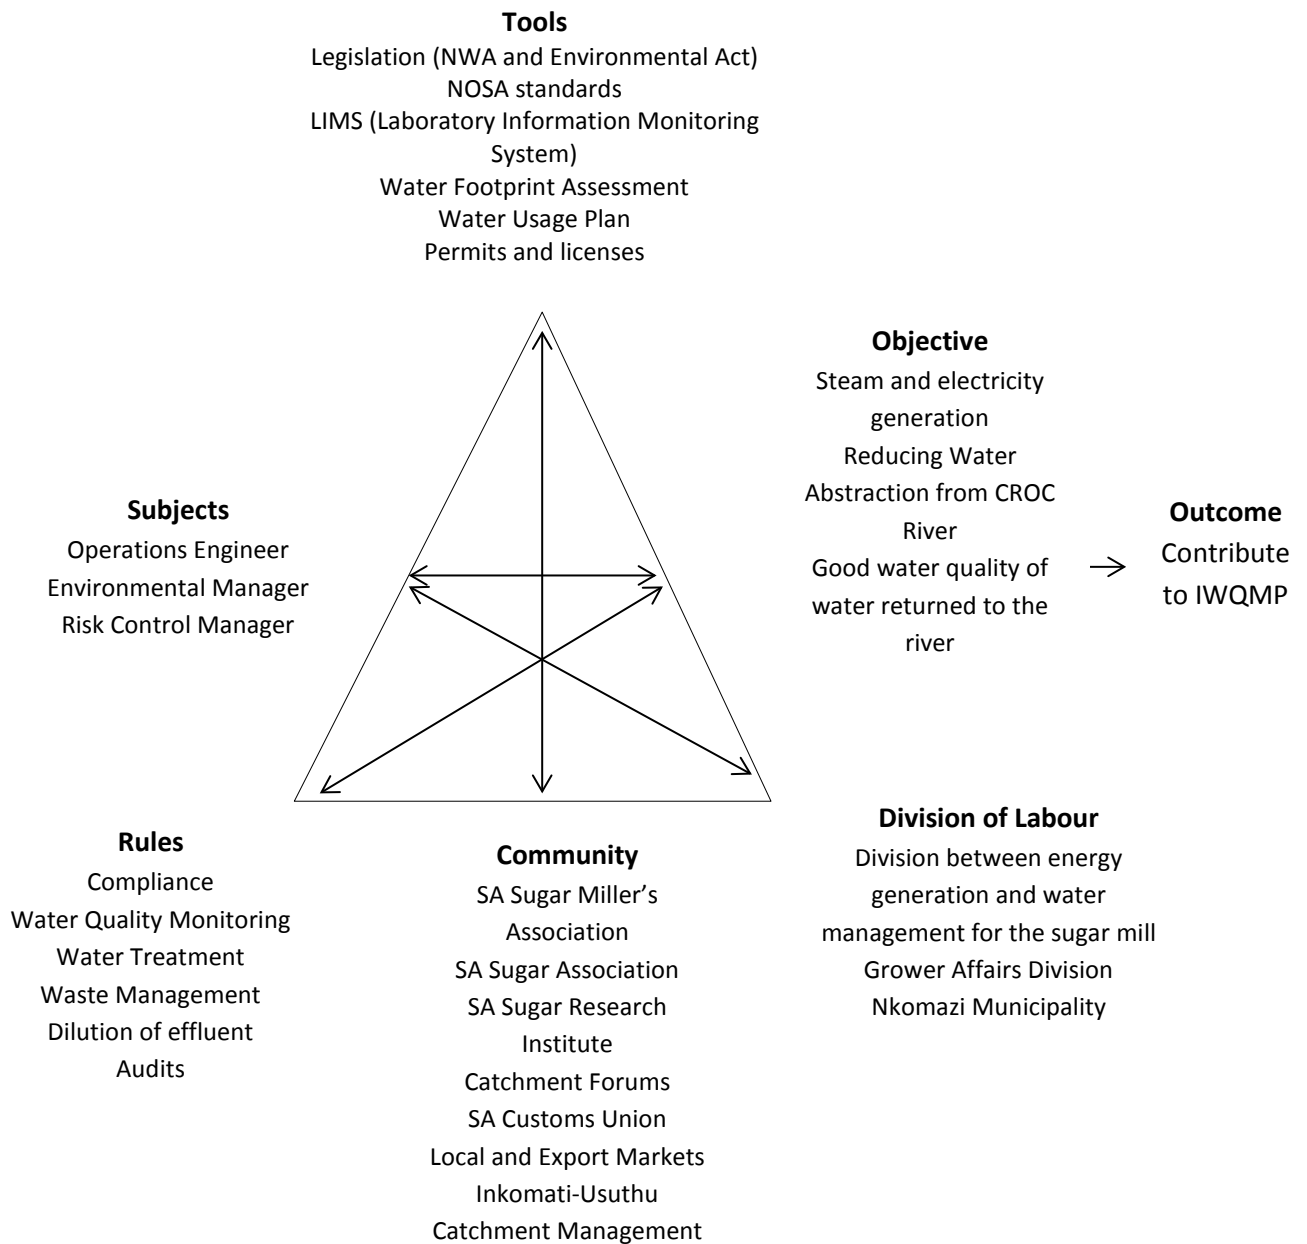 Tools
Legislation (NWA and Environmental Act)
NOSA standards
LIMS (Laboratory Information Monitoring
System)
Water Footprint Assessment
Water Usage Plan
Permits and licenses
Objective
Steam and electricity
generation
Reducing Water
Abstraction from CROC
River
Good water quality of
water returned to the
river
Outcome
Contribute
to IWQMP
Subjects
Operations Engineer
Environmental Manager
Risk Control Manager
Rules
Compliance
Water Quality Monitoring
Water Treatment
Waste Management
Dilution of effluent
Audits
Community
SA Sugar Miller’s
Association
SA Sugar Association
SA Sugar Research
Institute
Catchment Forums
SA Customs Union
Local and Export Markets
Inkomati-Usuthu
Catchment Management
Division of Labour
Division between energy
generation and water
management for the sugar mill
Grower Affairs Division
Nkomazi Municipality